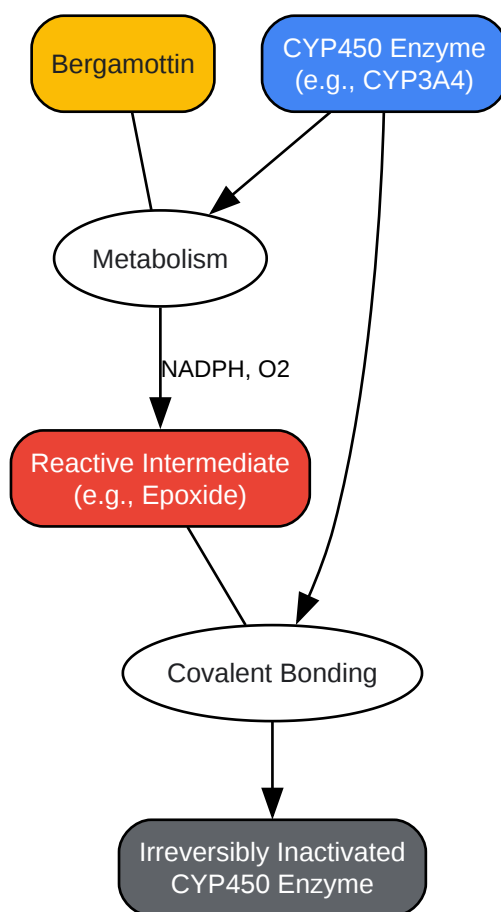 Bergamottin
CYP450 Enzyme
(e.g., CYP3A4)
Metabolism
NADPH, O2
Reactive Intermediate
(e.g., Epoxide)
Covalent Bonding
Irreversibly Inactivated
CYP450 Enzyme